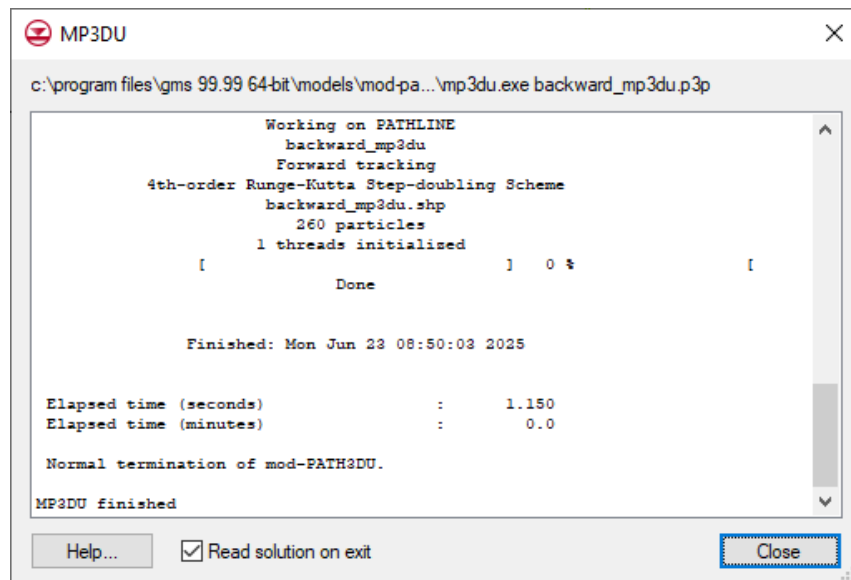 MP3DU
c:\program files\gms 99.99 64-bit\models\mod-pa...\mp3du.exe backward_mp3du.p3p
Working on PATHLINE
backward_mp3du
Forward tracking
4th-order Runge-Kutta Step-doubling Scheme
backward_mp3du.shp
260 particles
1 threads initialized
[ ] 0 % [
Done
Finished: Mon Jun 23 08:50:03 2025
Elapsed time (seconds) : 1.150
Elapsed time (minutes) : 0.0
Normal termination of mod-PATH3DU.
MP3DU finished
Help... Read solution on exit Close